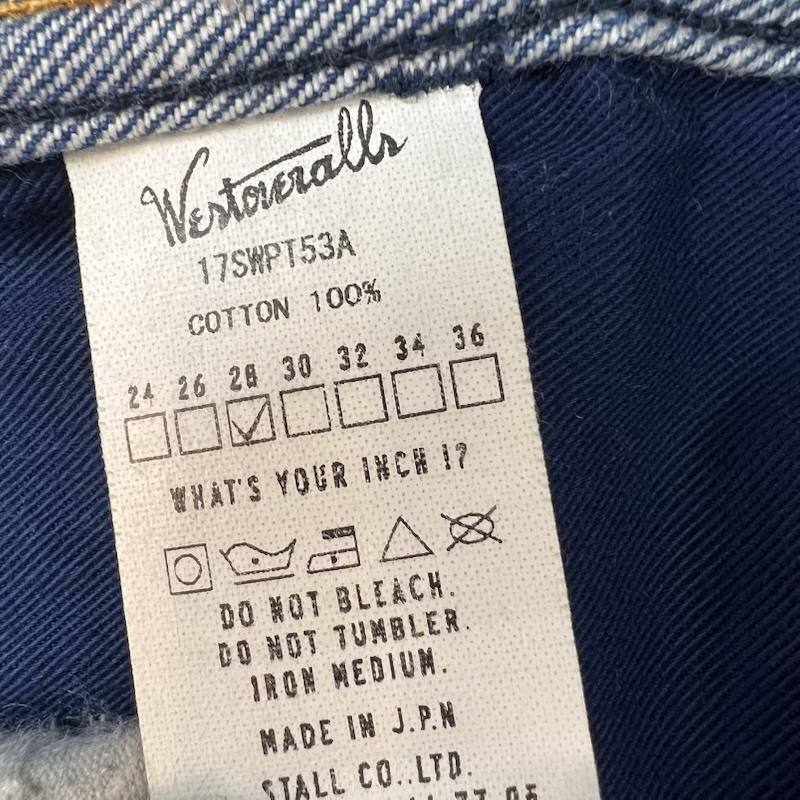 Westoveralls
17SWPT53A
COTTON 100%
24 26 28 30 32 34 36
WHAT'S YOUR INCH !?
DO NOT BLEACH.
DO NOT TUMBLER.
IRON MEDIUM.
MADE IN J.P.N
STALL CO.,LTD.